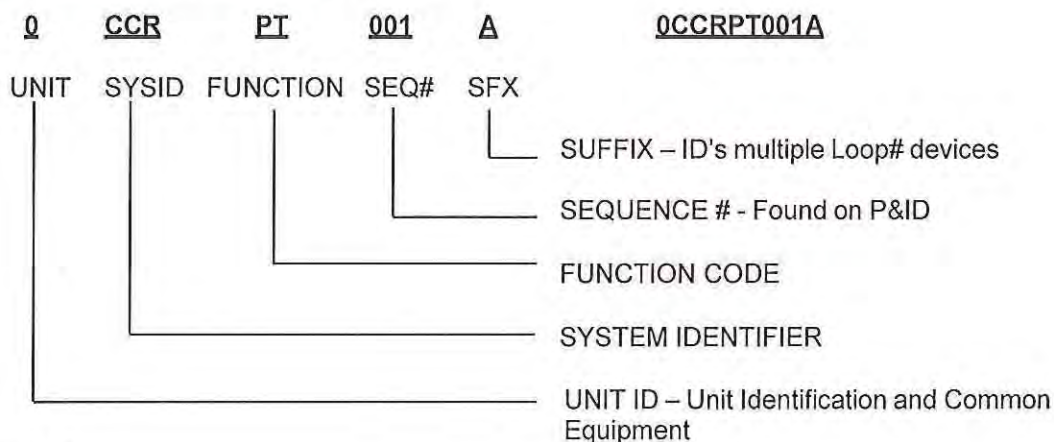 0 CCR PT 001 A 0CCRPT001A
UNIT SYSID FUNCTION SEQ# SFX
SUFFIX – ID's multiple Loop# devices
SEQUENCE # - Found on P&ID
FUNCTION CODE
SYSTEM IDENTIFIER
UNIT ID – Unit Identification and Common
Equipment